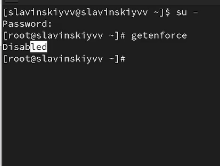 [slavinskiyvv@slavinskiyvv ~]$ su -
Password:
[root@slavinskiyvv ~]# getenforce
Disabled
[root@slavinskiyvv ~]#